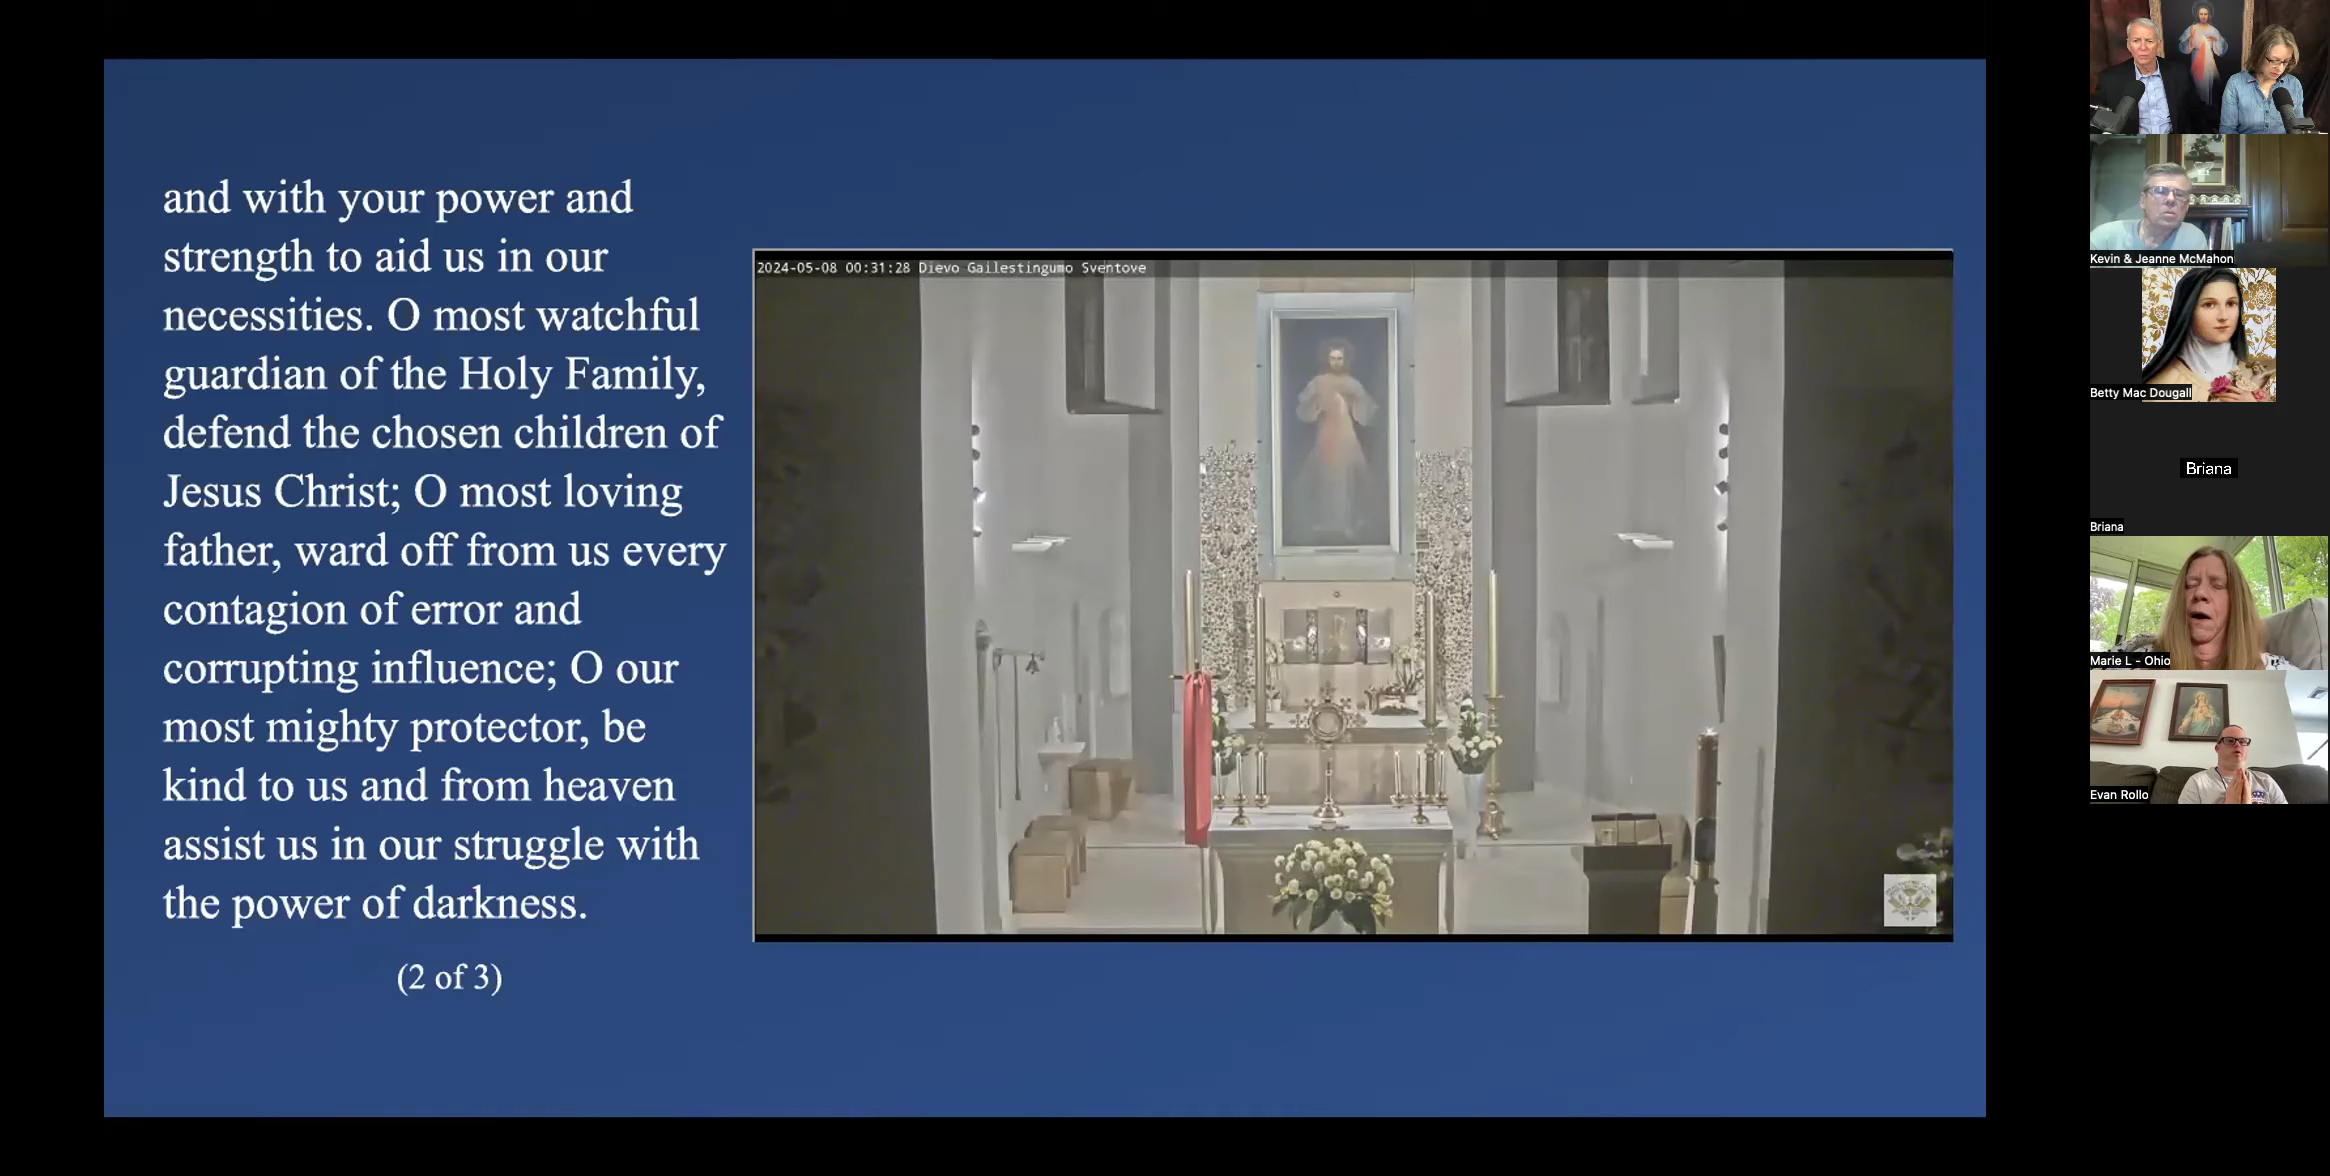 and with your power and
strength to aid us in our
necessities. O most watchful
guardian of the Holy Family,
defend the chosen children of
Jesus Christ; O most loving
father, ward off from us every
contagion of error and
corrupting influence; O our
most mighty protector, be
kind to us and from heaven
assist us in our struggle with
the power of darkness.
(2 of 3)
2024-05-08 00:31:28 Dievo Gailestingumo Sventove
Kevin & Jeanne McMahon
Betty Mac Dougall
Briana
Briana
Marie L - Ohio
Evan Rollo